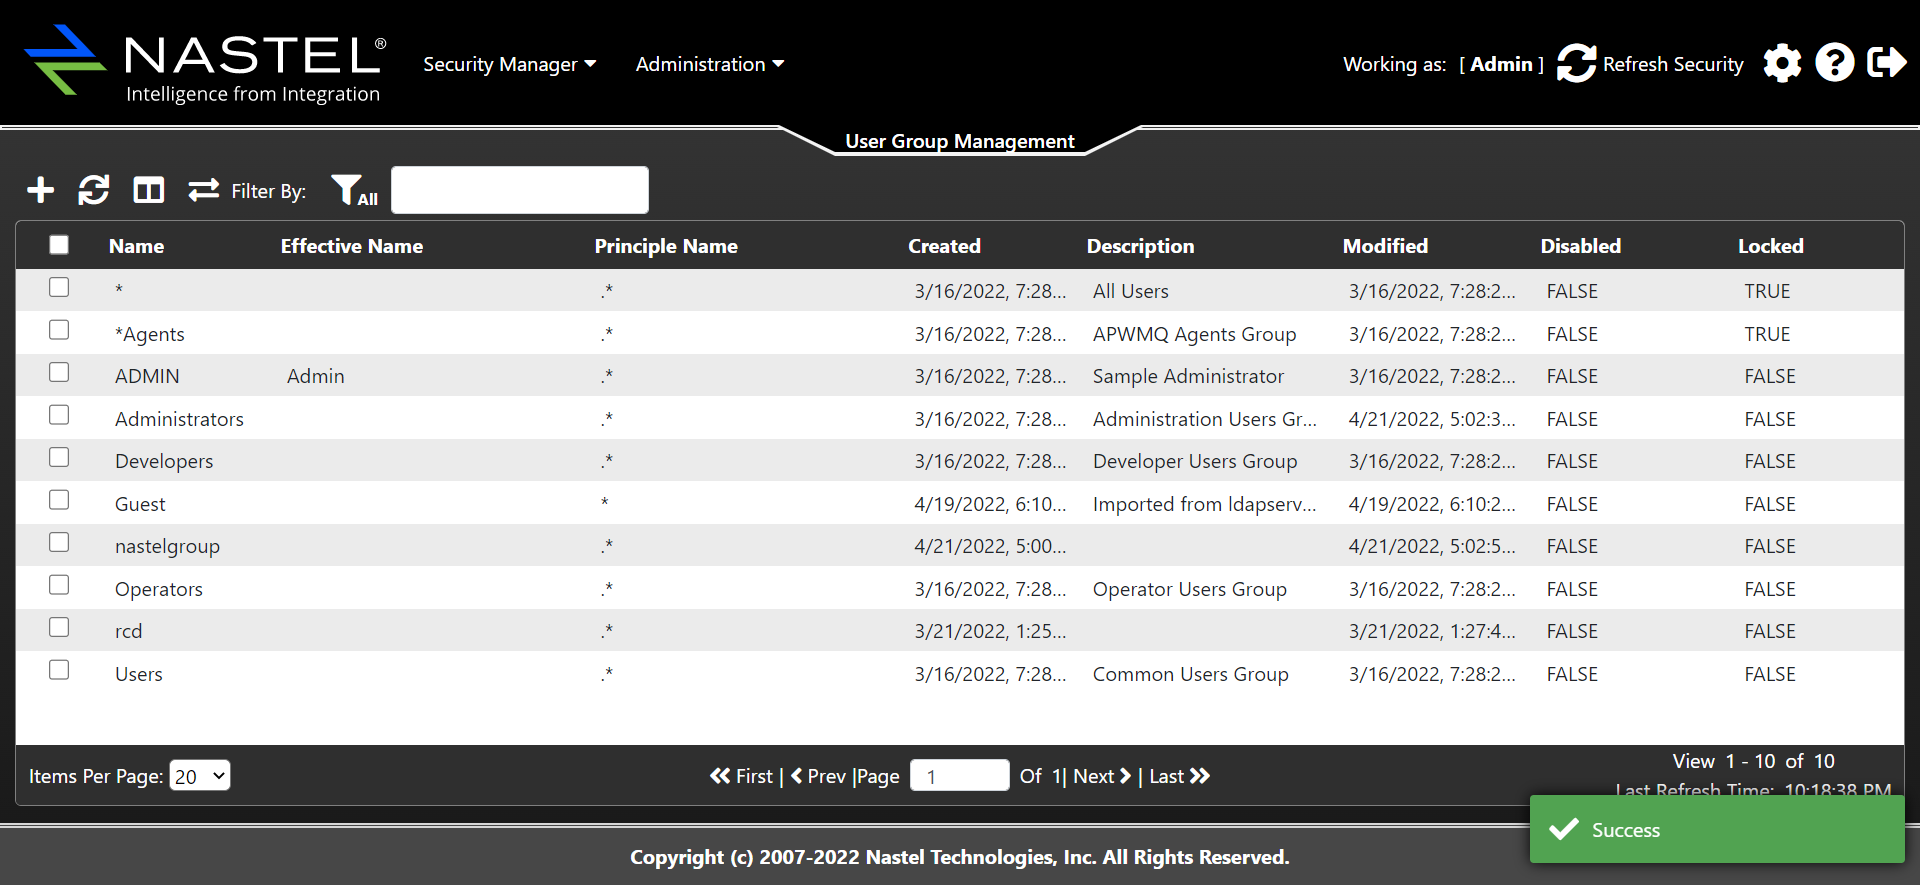 NASTEL®
Intelligence from Integration
Security Manager Administration
Working as: [ Admin ] Refresh Security
User Group Management
Filter By: All
Name Effective Name Principle Name Created Description Modified Disabled Locked
* .* 3/16/2022, 7:28... All Users 3/16/2022, 7:28:2... FALSE TRUE
*Agents .* 3/16/2022, 7:28... APWMQ Agents Group 3/16/2022, 7:28:2... FALSE TRUE
ADMIN Admin .* 3/16/2022, 7:28... Sample Administrator 3/16/2022, 7:28:2... FALSE FALSE
Administrators .* 3/16/2022, 7:28... Administration Users Gr... 4/21/2022, 5:02:3... FALSE FALSE
Developers .* 3/16/2022, 7:28... Developer Users Group 3/16/2022, 7:28:2... FALSE FALSE
Guest * 4/19/2022, 6:10... Imported from ldapserv... 4/19/2022, 6:10:2... FALSE FALSE
nastelgroup .* 4/21/2022, 5:00... 4/21/2022, 5:02:5... FALSE FALSE
Operators .* 3/16/2022, 7:28... Operator Users Group 3/16/2022, 7:28:2... FALSE FALSE
rcd .* 3/21/2022, 1:25... 3/21/2022, 1:27:4... FALSE FALSE
Users .* 3/16/2022, 7:28... Common Users Group 3/16/2022, 7:28:2... FALSE FALSE
Items Per Page: 20 First | Prev |Page 1 Of 1| Next | Last View 1 - 10 of 10
Last Refresh Time: 10:18:38 PM
Success
Copyright (c) 2007-2022 Nastel Technologies, Inc. All Rights Reserved.